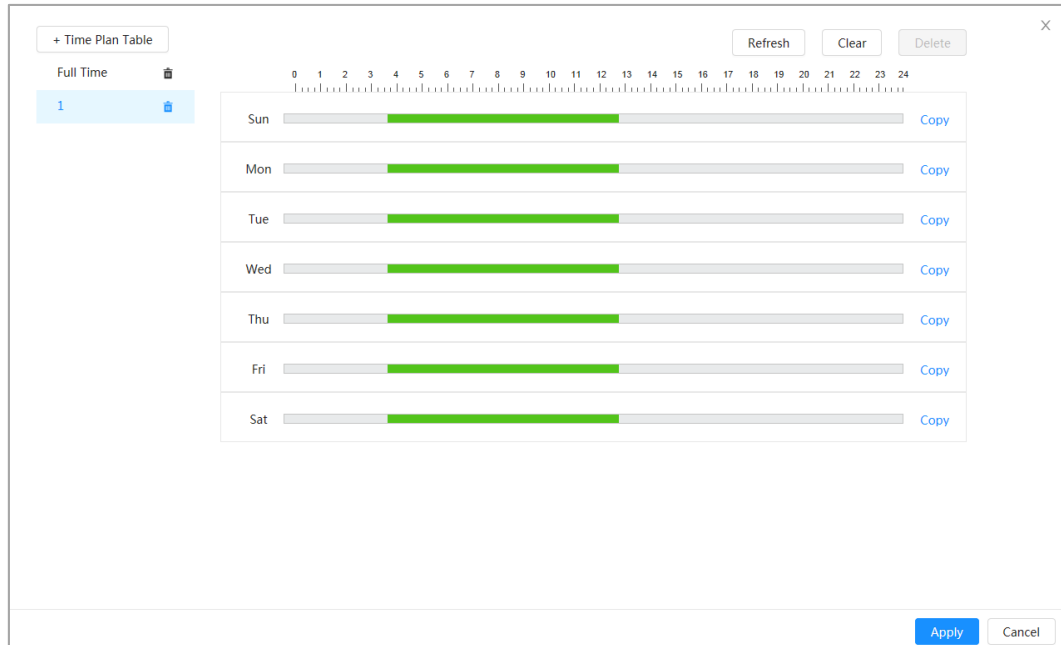 + Time Plan Table
Refresh Clear Delete X
Full Time
0 1 2 3 4 5 6 7 8 9 10 11 12 13 14 15 16 17 18 19 20 21 22 23 24
1
Sun Copy
Mon Copy
Tue Copy
Wed Copy
Thu Copy
Fri Copy
Sat Copy
Apply Cancel